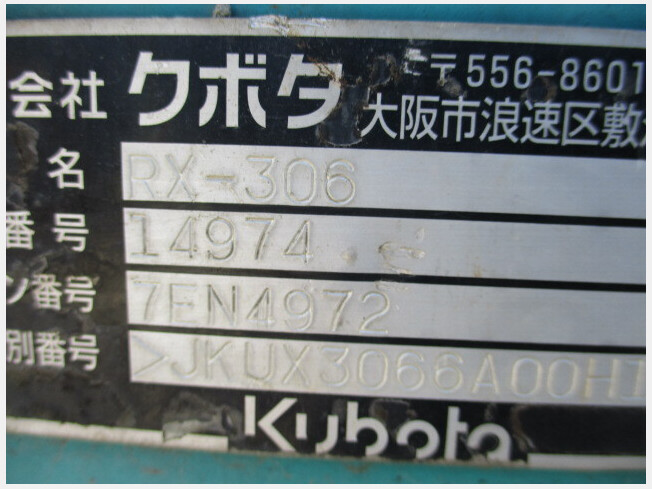 会社 クボタ 〒556-8601
大阪市浪速区敷
名 RX-306
番号 14974
ン番号 7EN4972
別番号 >JKUX3066A00H1
Kubota